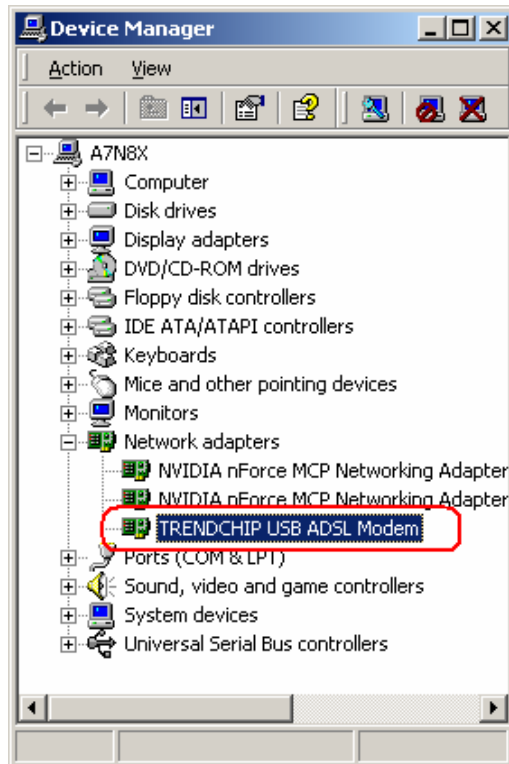 Device Manager
Action View
A7N8X
Computer
Disk drives
Display adapters
DVD/CD-ROM drives
Floppy disk controllers
IDE ATA/ATAPI controllers
Keyboards
Mice and other pointing devices
Monitors
Network adapters
NVIDIA nForce MCP Networking Adapter
NVIDIA nForce MCP Networking Adapter
TRENDCHIP USB ADSL Modem
Ports (COM & LPT)
Sound, video and game controllers
System devices
Universal Serial Bus controllers